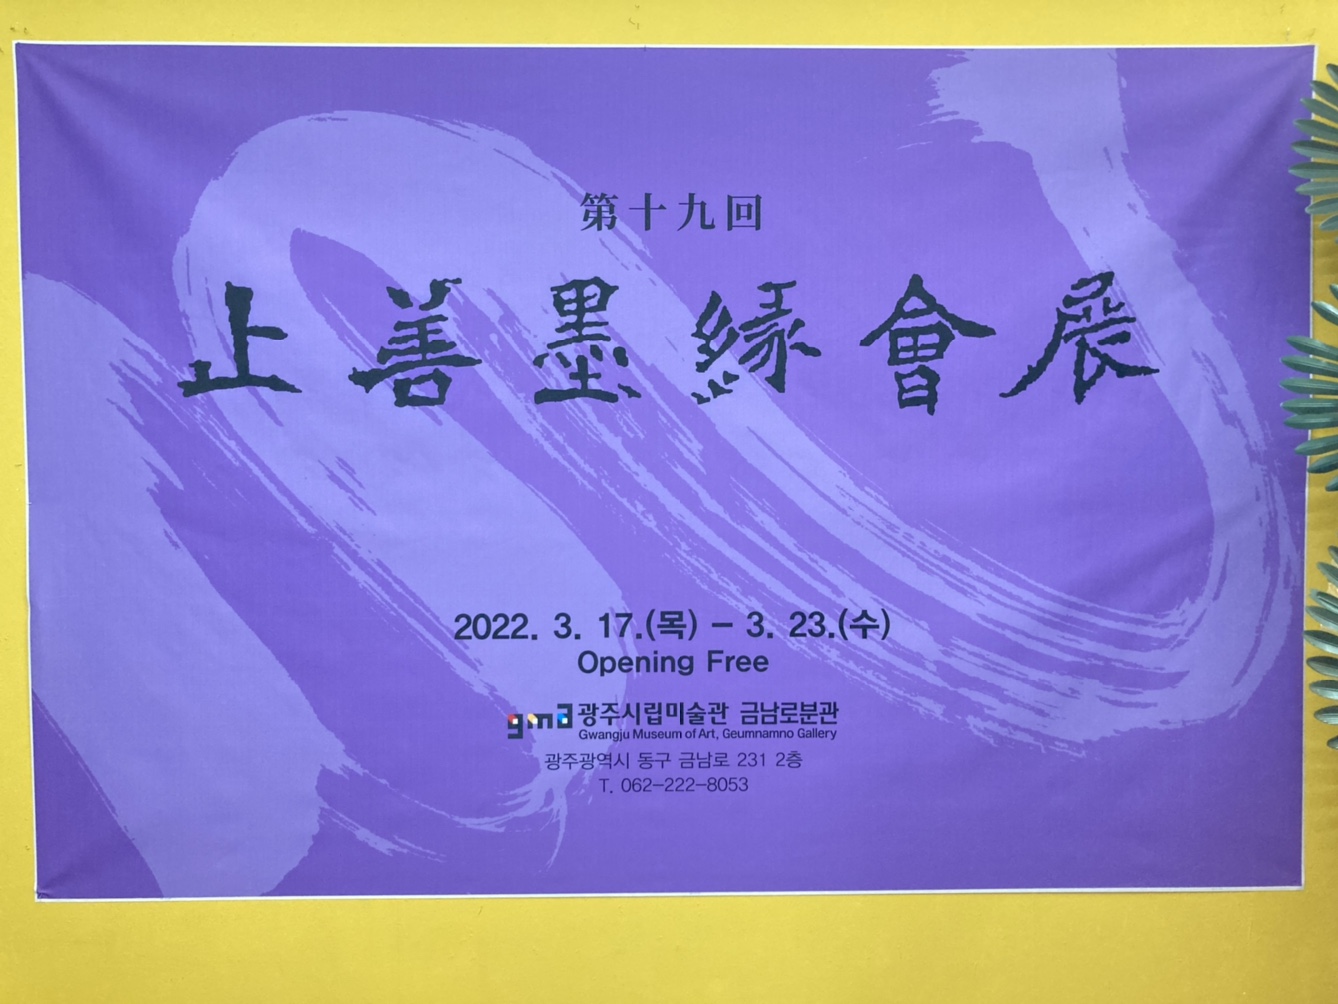 第十九回
止善墨緣會展
2022. 3. 17.(목) – 3. 23.(수)
Opening Free
gma 광주시립미술관 금남로분관
Gwangju Museum of Art, Geumnamno Gallery
광주광역시 동구 금남로 231 2층
T. 062-222-8053